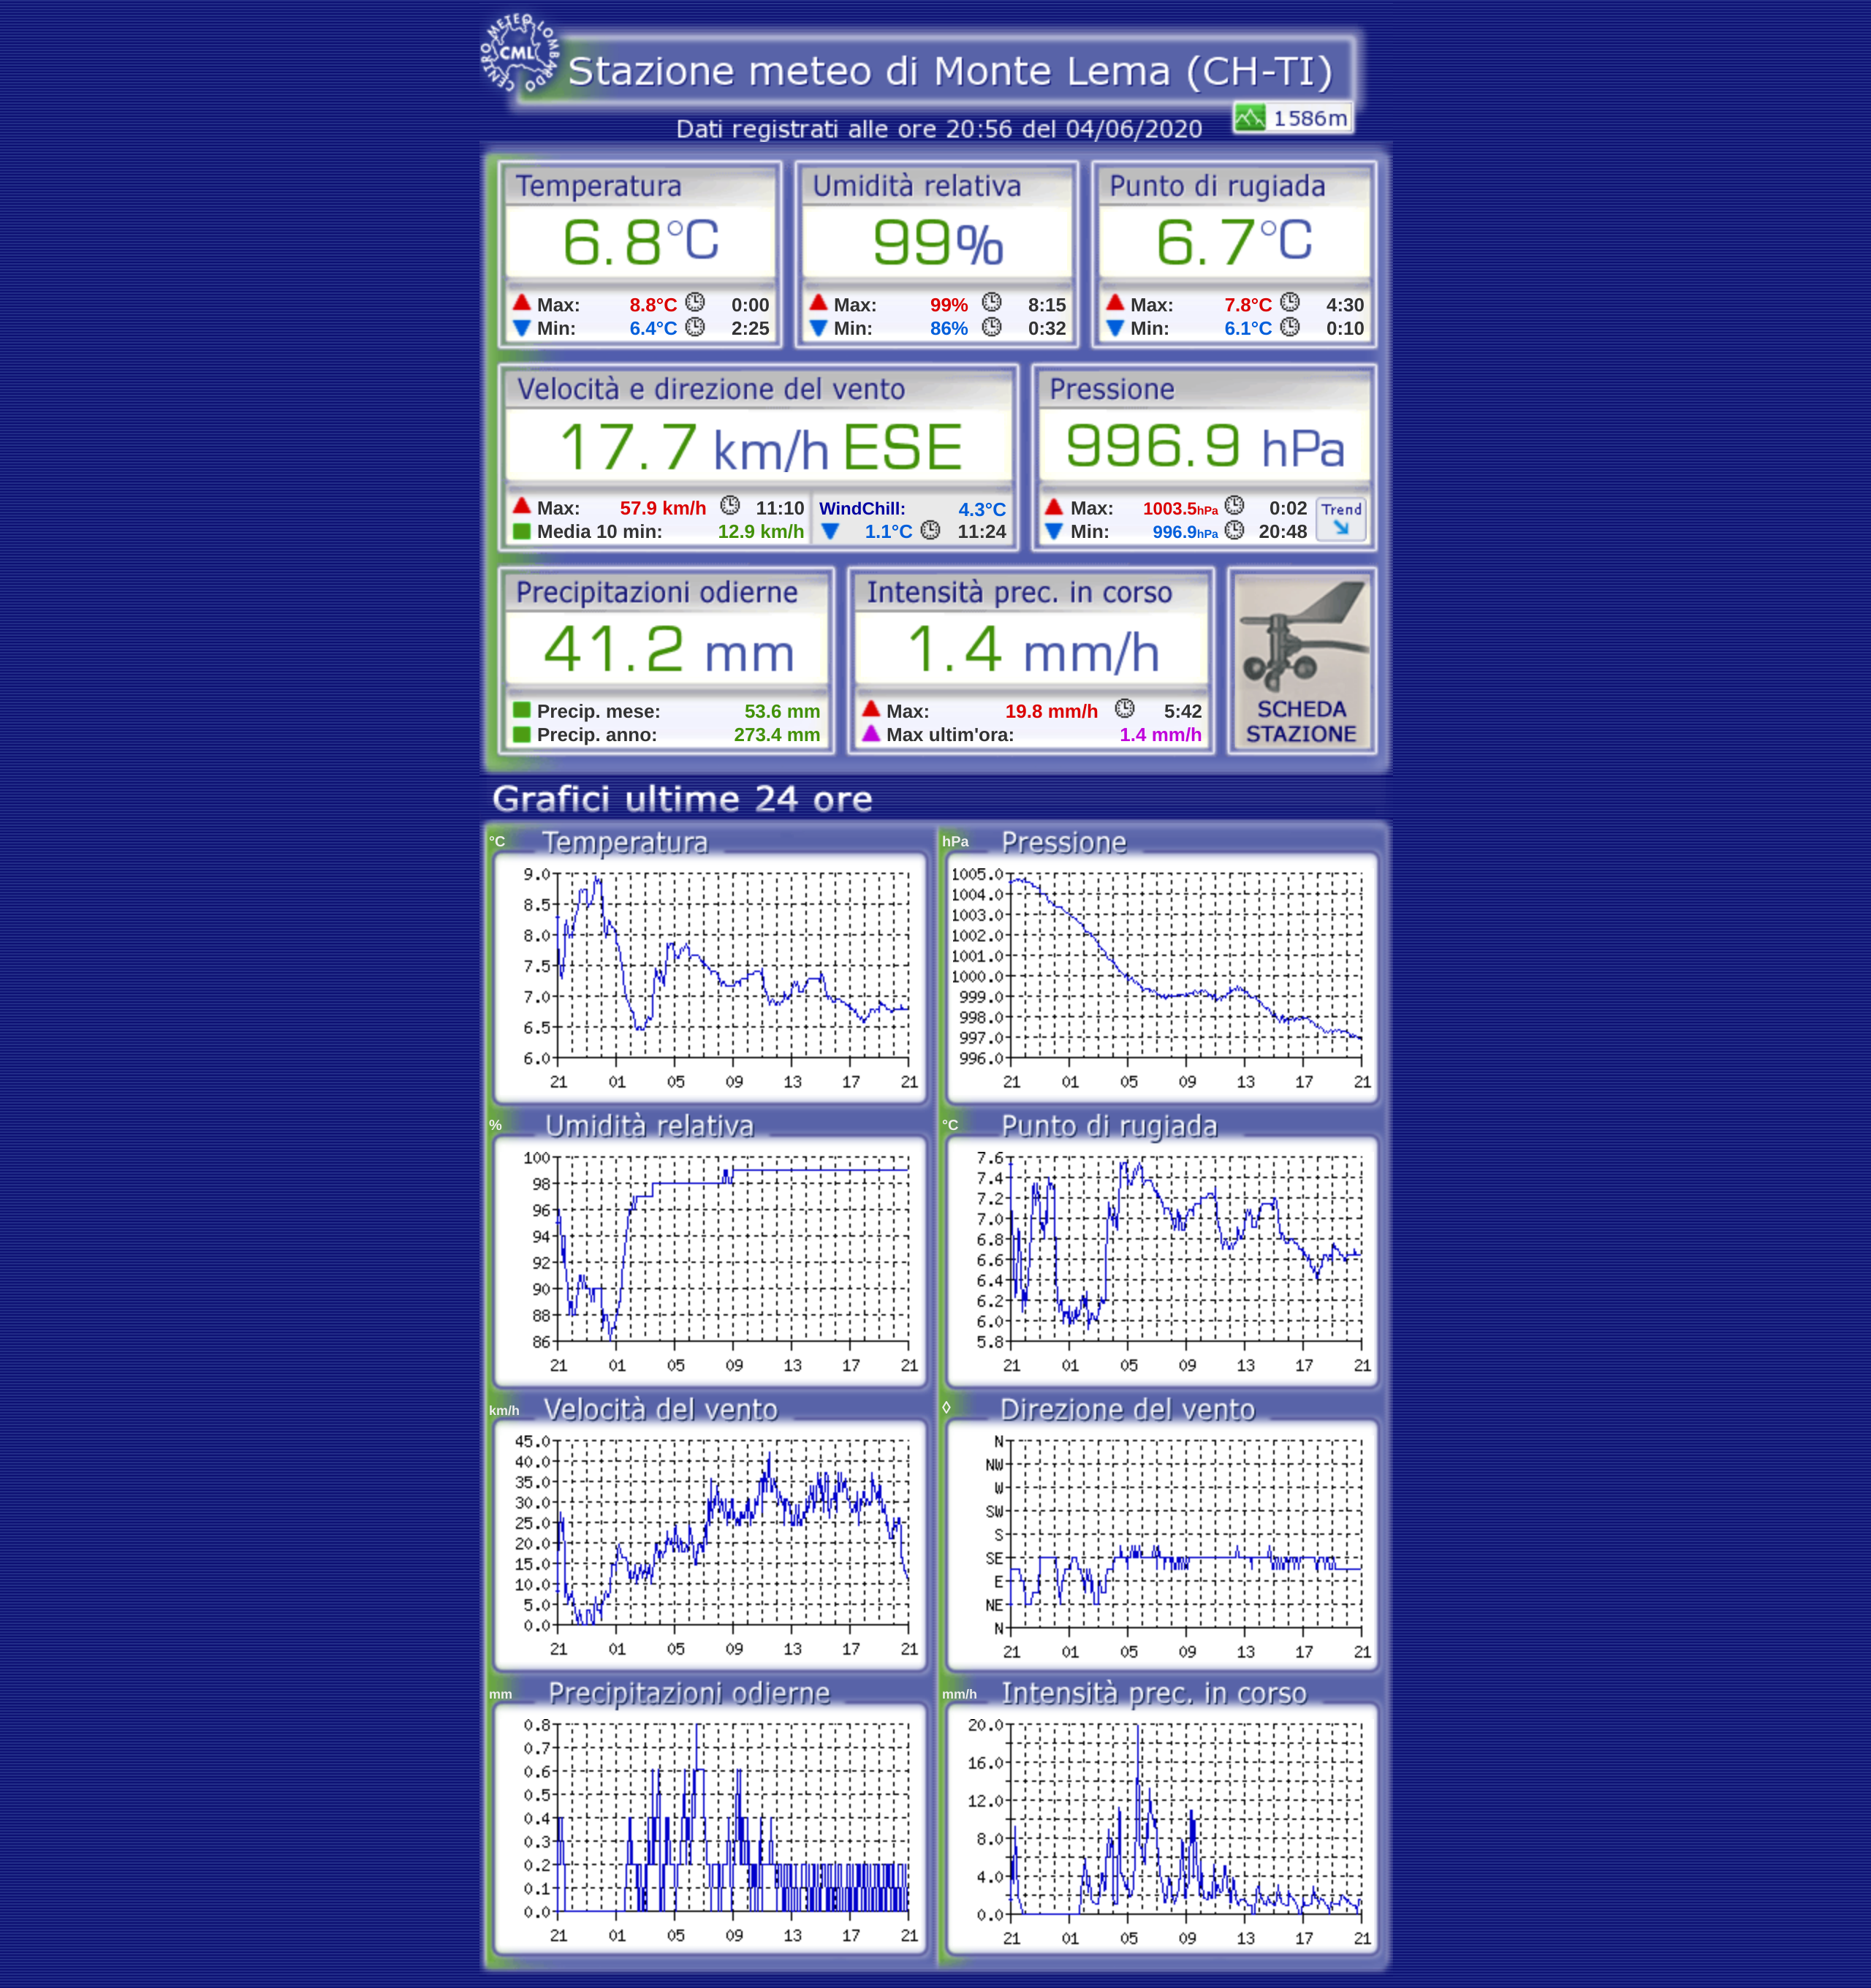 CENTRO METEO LOMBARDO
CML
Stazione meteo di Monte Lema (CH-TI)
1586m
Dati registrati alle ore 20:56 del 04/06/2020
Temperatura
6.8°C
Max: 8.8°C 0:00
Min: 6.4°C 2:25
Umidità relativa
99%
Max: 99% 8:15
Min: 86% 0:32
Punto di rugiada
6.7°C
Max: 7.8°C 4:30
Min: 6.1°C 0:10
Velocità e direzione del vento
17.7 km/h ESE
Max: 57.9 km/h 11:10
Media 10 min: 12.9 km/h
WindChill: 4.3°C
1.1°C 11:24
Pressione
996.9 hPa
Max: 1003.5hPa 0:02
Min: 996.9hPa 20:48
Trend
Precipitazioni odierne
41.2 mm
Precip. mese: 53.6 mm
Precip. anno: 273.4 mm
Intensità prec. in corso
1.4 mm/h
Max: 19.8 mm/h 5:42
Max ultim'ora: 1.4 mm/h
SCHEDA
STAZIONE
Grafici ultime 24 ore
°C Temperatura
9.0
8.5
8.0
7.5
7.0
6.5
6.0
21 01 05 09 13 17 21
hPa Pressione
1005.0
1004.0
1003.0
1002.0
1001.0
1000.0
999.0
998.0
997.0
996.0
21 01 05 09 13 17 21
% Umidità relativa
100
98
96
94
92
90
88
86
21 01 05 09 13 17 21
°C Punto di rugiada
7.6
7.4
7.2
7.0
6.8
6.6
6.4
6.2
6.0
5.8
21 01 05 09 13 17 21
km/h Velocità del vento
45.0
40.0
35.0
30.0
25.0
20.0
15.0
10.0
5.0
0.0
21 01 05 09 13 17 21
◊ Direzione del vento
N
NW
W
SW
S
SE
E
NE
N
21 01 05 09 13 17 21
mm Precipitazioni odierne
0.8
0.7
0.6
0.5
0.4
0.3
0.2
0.1
0.0
21 01 05 09 13 17 21
mm/h Intensità prec. in corso
20.0
16.0
12.0
8.0
4.0
0.0
21 01 05 09 13 17 21